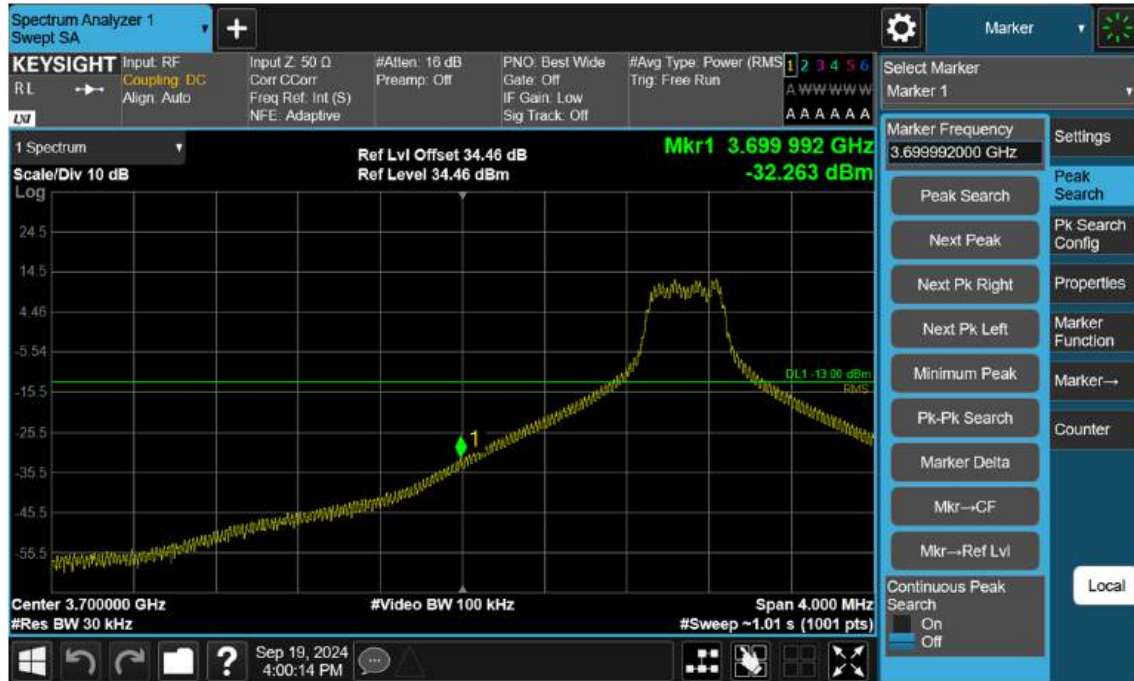 Spectrum Analyzer 1
Swept SA
+
Marker
KEYSIGHT
RL
LXI
Input: RF
Coupling: DC
Align: Auto
Input Z: 50 Ω
Corr CCorr
Freq Ref: Int (S)
NFE: Adaptive
#Atten: 16 dB
Preamp: Off
PNO: Best Wide
Gate: Off
IF Gain: Low
Sig Track: Off
#Avg Type: Power (RMS
Trig: Free Run
1 2 3 4 5 6
A W W W W W
A A A A A A
Select Marker
Marker 1
1 Spectrum
Scale/Div 10 dB
Log
Ref Lvl Offset 34.46 dB
Ref Level 34.46 dBm
Mkr1 3.699 992 GHz
-32.263 dBm
24.5
14.5
4.46
-5.54
-15.5
-25.5
-35.5
-45.5
-55.5
DL1 -13.00 dBm
RMS
1
Center 3.700000 GHz
#Res BW 30 kHz
#Video BW 100 kHz
Span 4.000 MHz
#Sweep ~1.01 s (1001 pts)
Marker Frequency
3.699992000 GHz
Peak Search
Next Peak
Next Pk Right
Next Pk Left
Minimum Peak
Pk-Pk Search
Marker Delta
Mkr→CF
Mkr→Ref Lvl
Continuous Peak
Search
On
Off
Settings
Peak
Search
Pk Search
Config
Properties
Marker
Function
Marker→
Counter
Local
?
Sep 19, 2024
4:00:14 PM